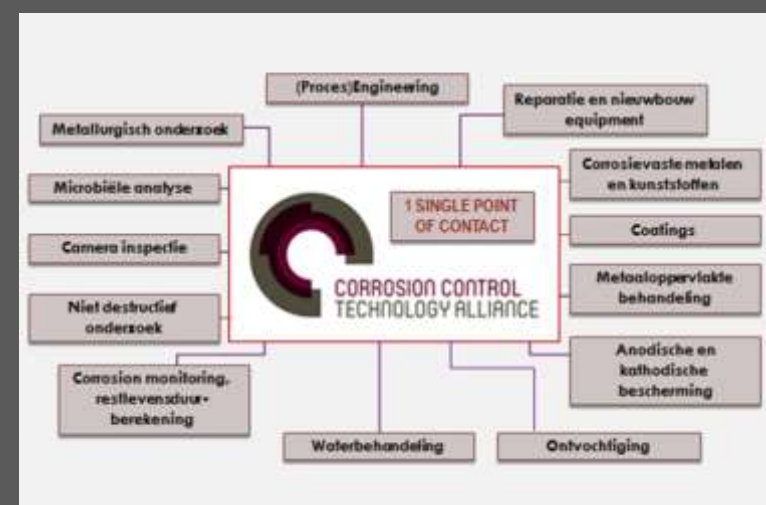 (Proces)Engineering
Reparatie en nieuwbouw
equipment
Metallurgisch onderzoek
Corrosievaste metalen
en kunststoffen
Microbiële analyse
1 SINGLE POINT
OF CONTACT
Coatings
Camera inspectie
CORROSION CONTROL
TECHNOLOGY ALLIANCE
Metaaloppervlakte
behandeling
Niet destructief
onderzoek
Anodische en
kathodische
bescherming
Corrosion monitoring,
restlevensduur-
berekening
Waterbehandeling
Ontvochtiging